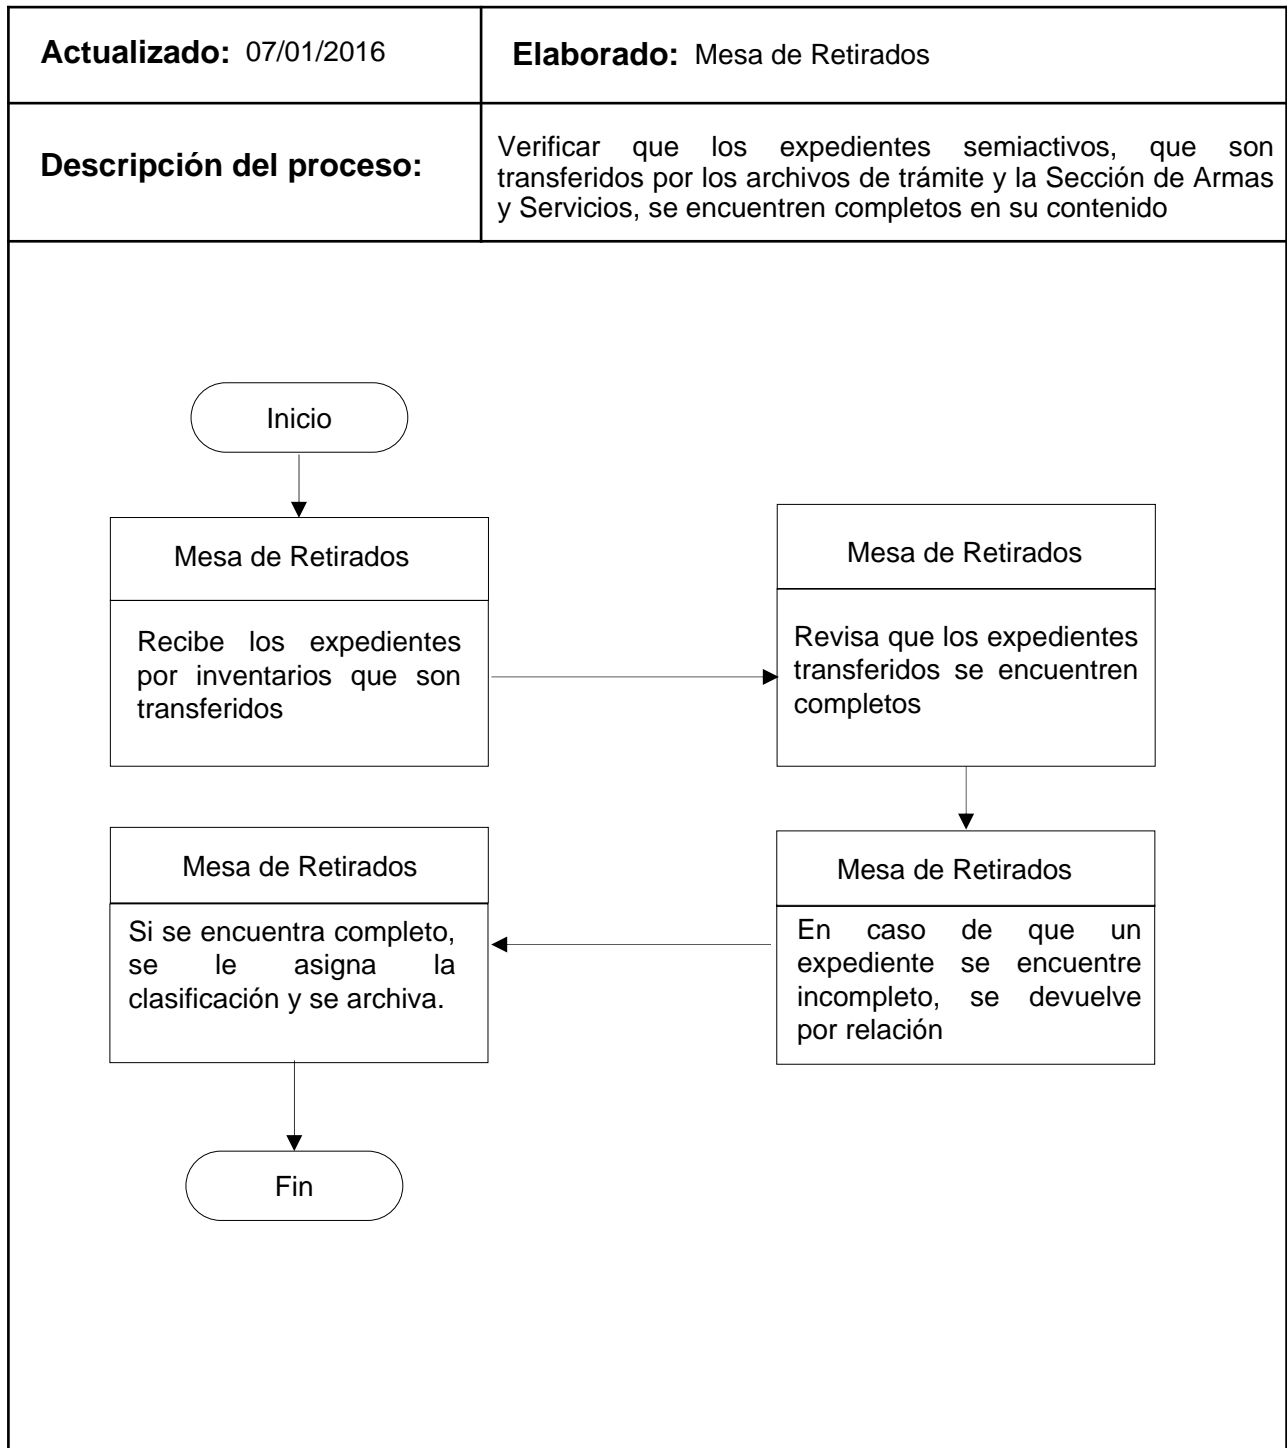 Actualizado: 07/01/2016
Elaborado: Mesa de Retirados
Descripción del proceso:
Verificar que los expedientes semiactivos, que son
transferidos por los archivos de trámite y la Sección de Armas
y Servicios, se encuentren completos en su contenido
Inicio
Mesa de Retirados
Recibe los expedientes
por inventarios que son
transferidos
Mesa de Retirados
Revisa que los expedientes
transferidos se encuentren
completos
Mesa de Retirados
En caso de que un
expediente se encuentre
incompleto, se devuelve
por relación
Mesa de Retirados
Si se encuentra completo,
se le asigna la
clasificación y se archiva.
Fin